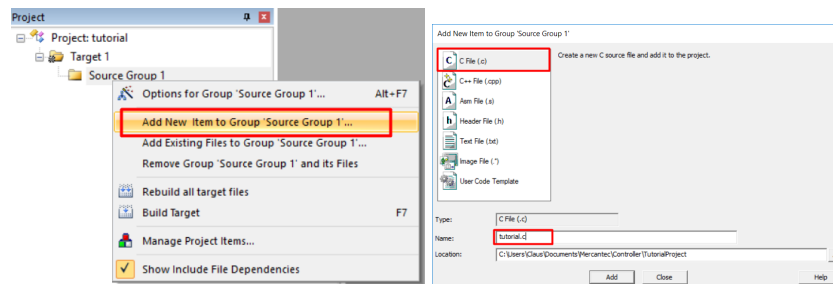 Project
Project: tutorial
Target 1
Source Group 1
Options for Group 'Source Group 1'... Alt+F7
Add New Item to Group 'Source Group 1'...
Add Existing Files to Group 'Source Group 1'...
Remove Group 'Source Group 1' and its Files
Rebuild all target files
Build Target F7
Manage Project Items...
Show Include File Dependencies
Add New Item to Group 'Source Group 1'
C File (.c)
Create a new C source file and add it to the project.
C++ File (.cpp)
A Asm File (.s)
h Header File (.h)
Text File (.txt)
Image File (.*)
User Code Template
Type: C File (.c)
Name: tutorial.c
Location: C:\Users\Claus\Documents\Mercantec\Controller\TutorialProject
Add Close Help